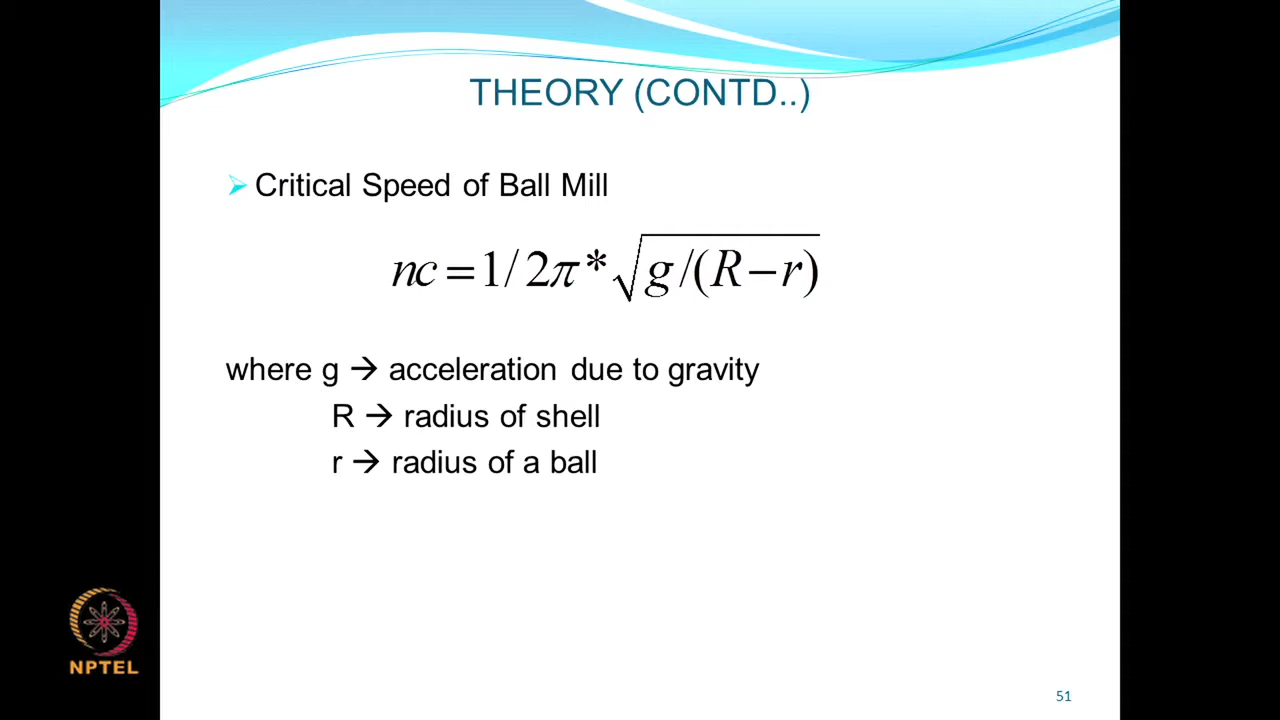 THEORY (CONTD..)
➢ Critical Speed of Ball Mill
nc = 1/2π * √g/(R−r)
where g → acceleration due to gravity
R → radius of shell
r → radius of a ball
NPTEL
51